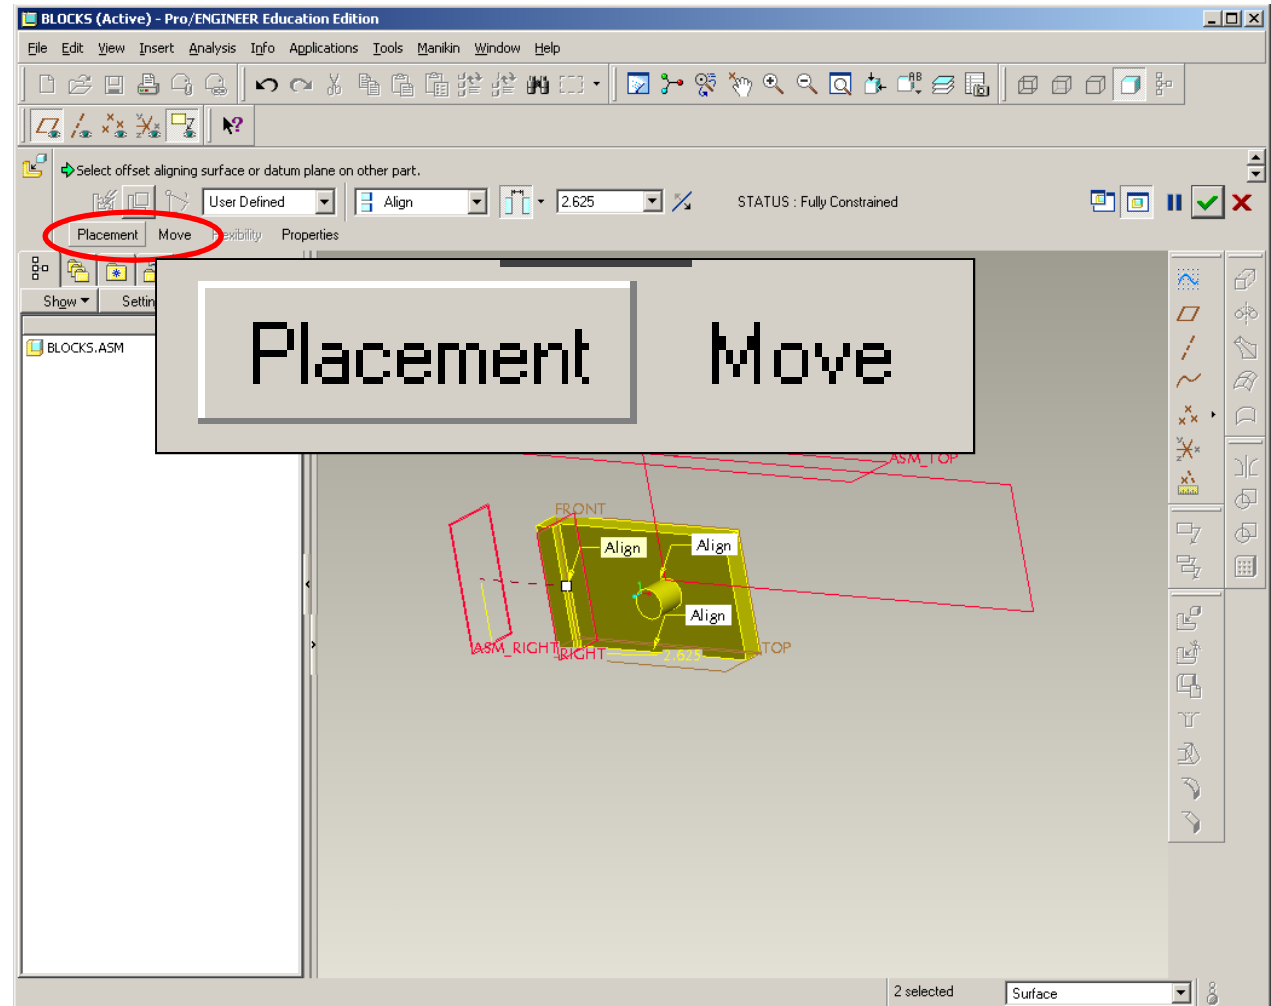 BLOCKS (Active) - Pro/ENGINEER Education Edition
File Edit View Insert Analysis Info Applications Tools Manikin Window Help
Select offset aligning surface or datum plane on other part.
User Defined Align 2.625 STATUS : Fully Constrained
Placement Move Flexibility Properties
Show Settin
BLOCKS.ASM
Placement Move
ASM_TOP
FRONT
Align Align
Align
ASM_RIGHT RIGHT 2.625 TOP
2 selected Surface